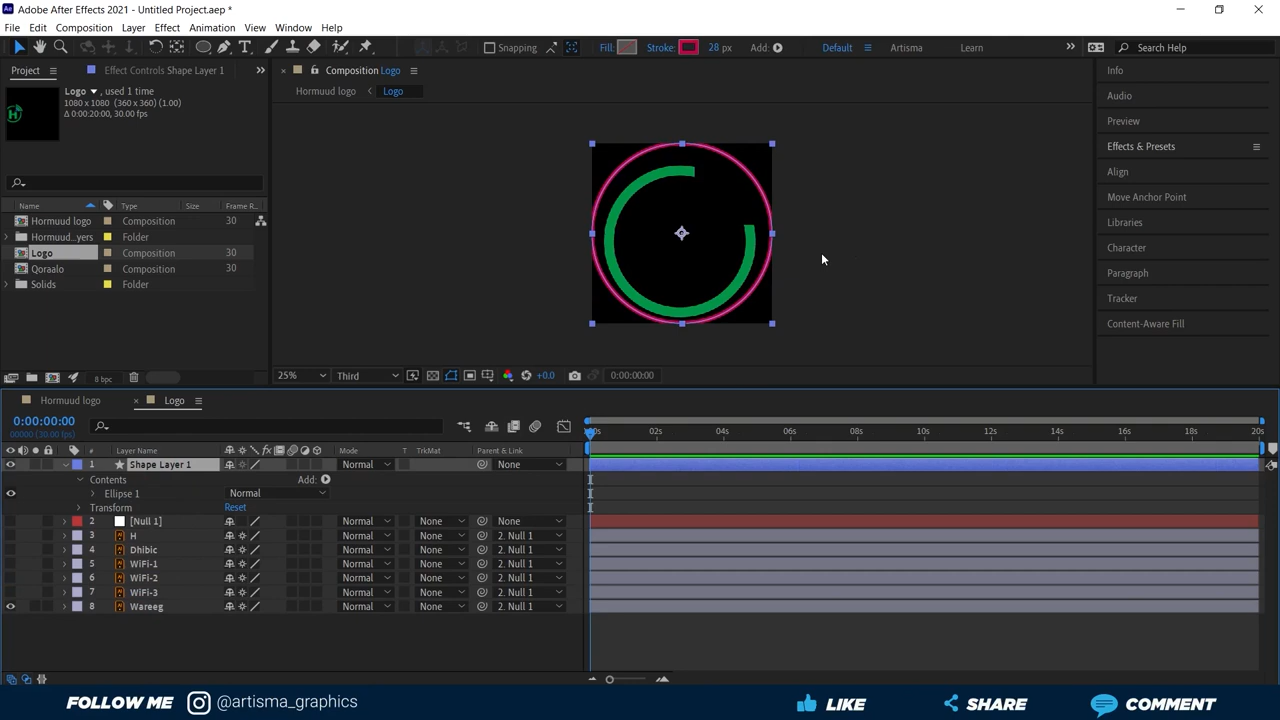 Adobe After Effects 2021 - Untitled Project.aep *
File Edit Composition Layer Effect Animation View Window Help
Snapping Fill: Stroke: 28 px Add: Default Artisma Learn Search Help
Project Effect Controls Shape Layer 1
Logo , used 1 time
1080 x 1080 (360 x 360) (1.00)
Δ 0:00:20:00, 30.00 fps
Name Type Size Frame R...
Hormuud logo Composition 30
Hormuud...yers Folder
Logo Composition 30
Qoraalo Composition 30
Solids Folder
8 bpc
Composition Logo
Hormuud logo Logo
25% Third +0.0 0:00:00:00
Info
Audio
Preview
Effects & Presets
Align
Move Anchor Point
Libraries
Character
Paragraph
Tracker
Content-Aware Fill
Hormuud logo Logo
0:00:00:00
00000 (30.00 fps)
02s 04s 06s 08s 10s 12s 14s 16s 18s 20s
# Layer Name fx Mode T TrkMat Parent & Link
1 Shape Layer 1 Normal None
Contents Add:
Ellipse 1 Normal
Transform Reset
2 [Null 1] Normal None None
3 H Normal None 2. Null 1
4 Dhibic Normal None 2. Null 1
5 WiFi-1 Normal None 2. Null 1
6 WiFi-2 Normal None 2. Null 1
7 WiFi-3 Normal None 2. Null 1
8 Wareeg Normal None 2. Null 1
FOLLOW ME @artisma_graphics LIKE SHARE COMMENT